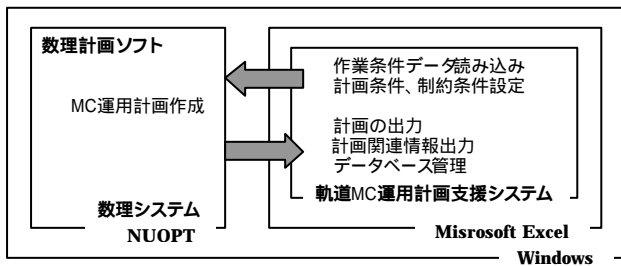 数理計画ソフト
MC運用計画作成
数理システム
NUOPT
作業条件データ読み込み
計画条件、制約条件設定
計画の出力
計画関連情報出力
データベース管理
軌道MC運用計画支援システム
Misrosoft Excel
Windows